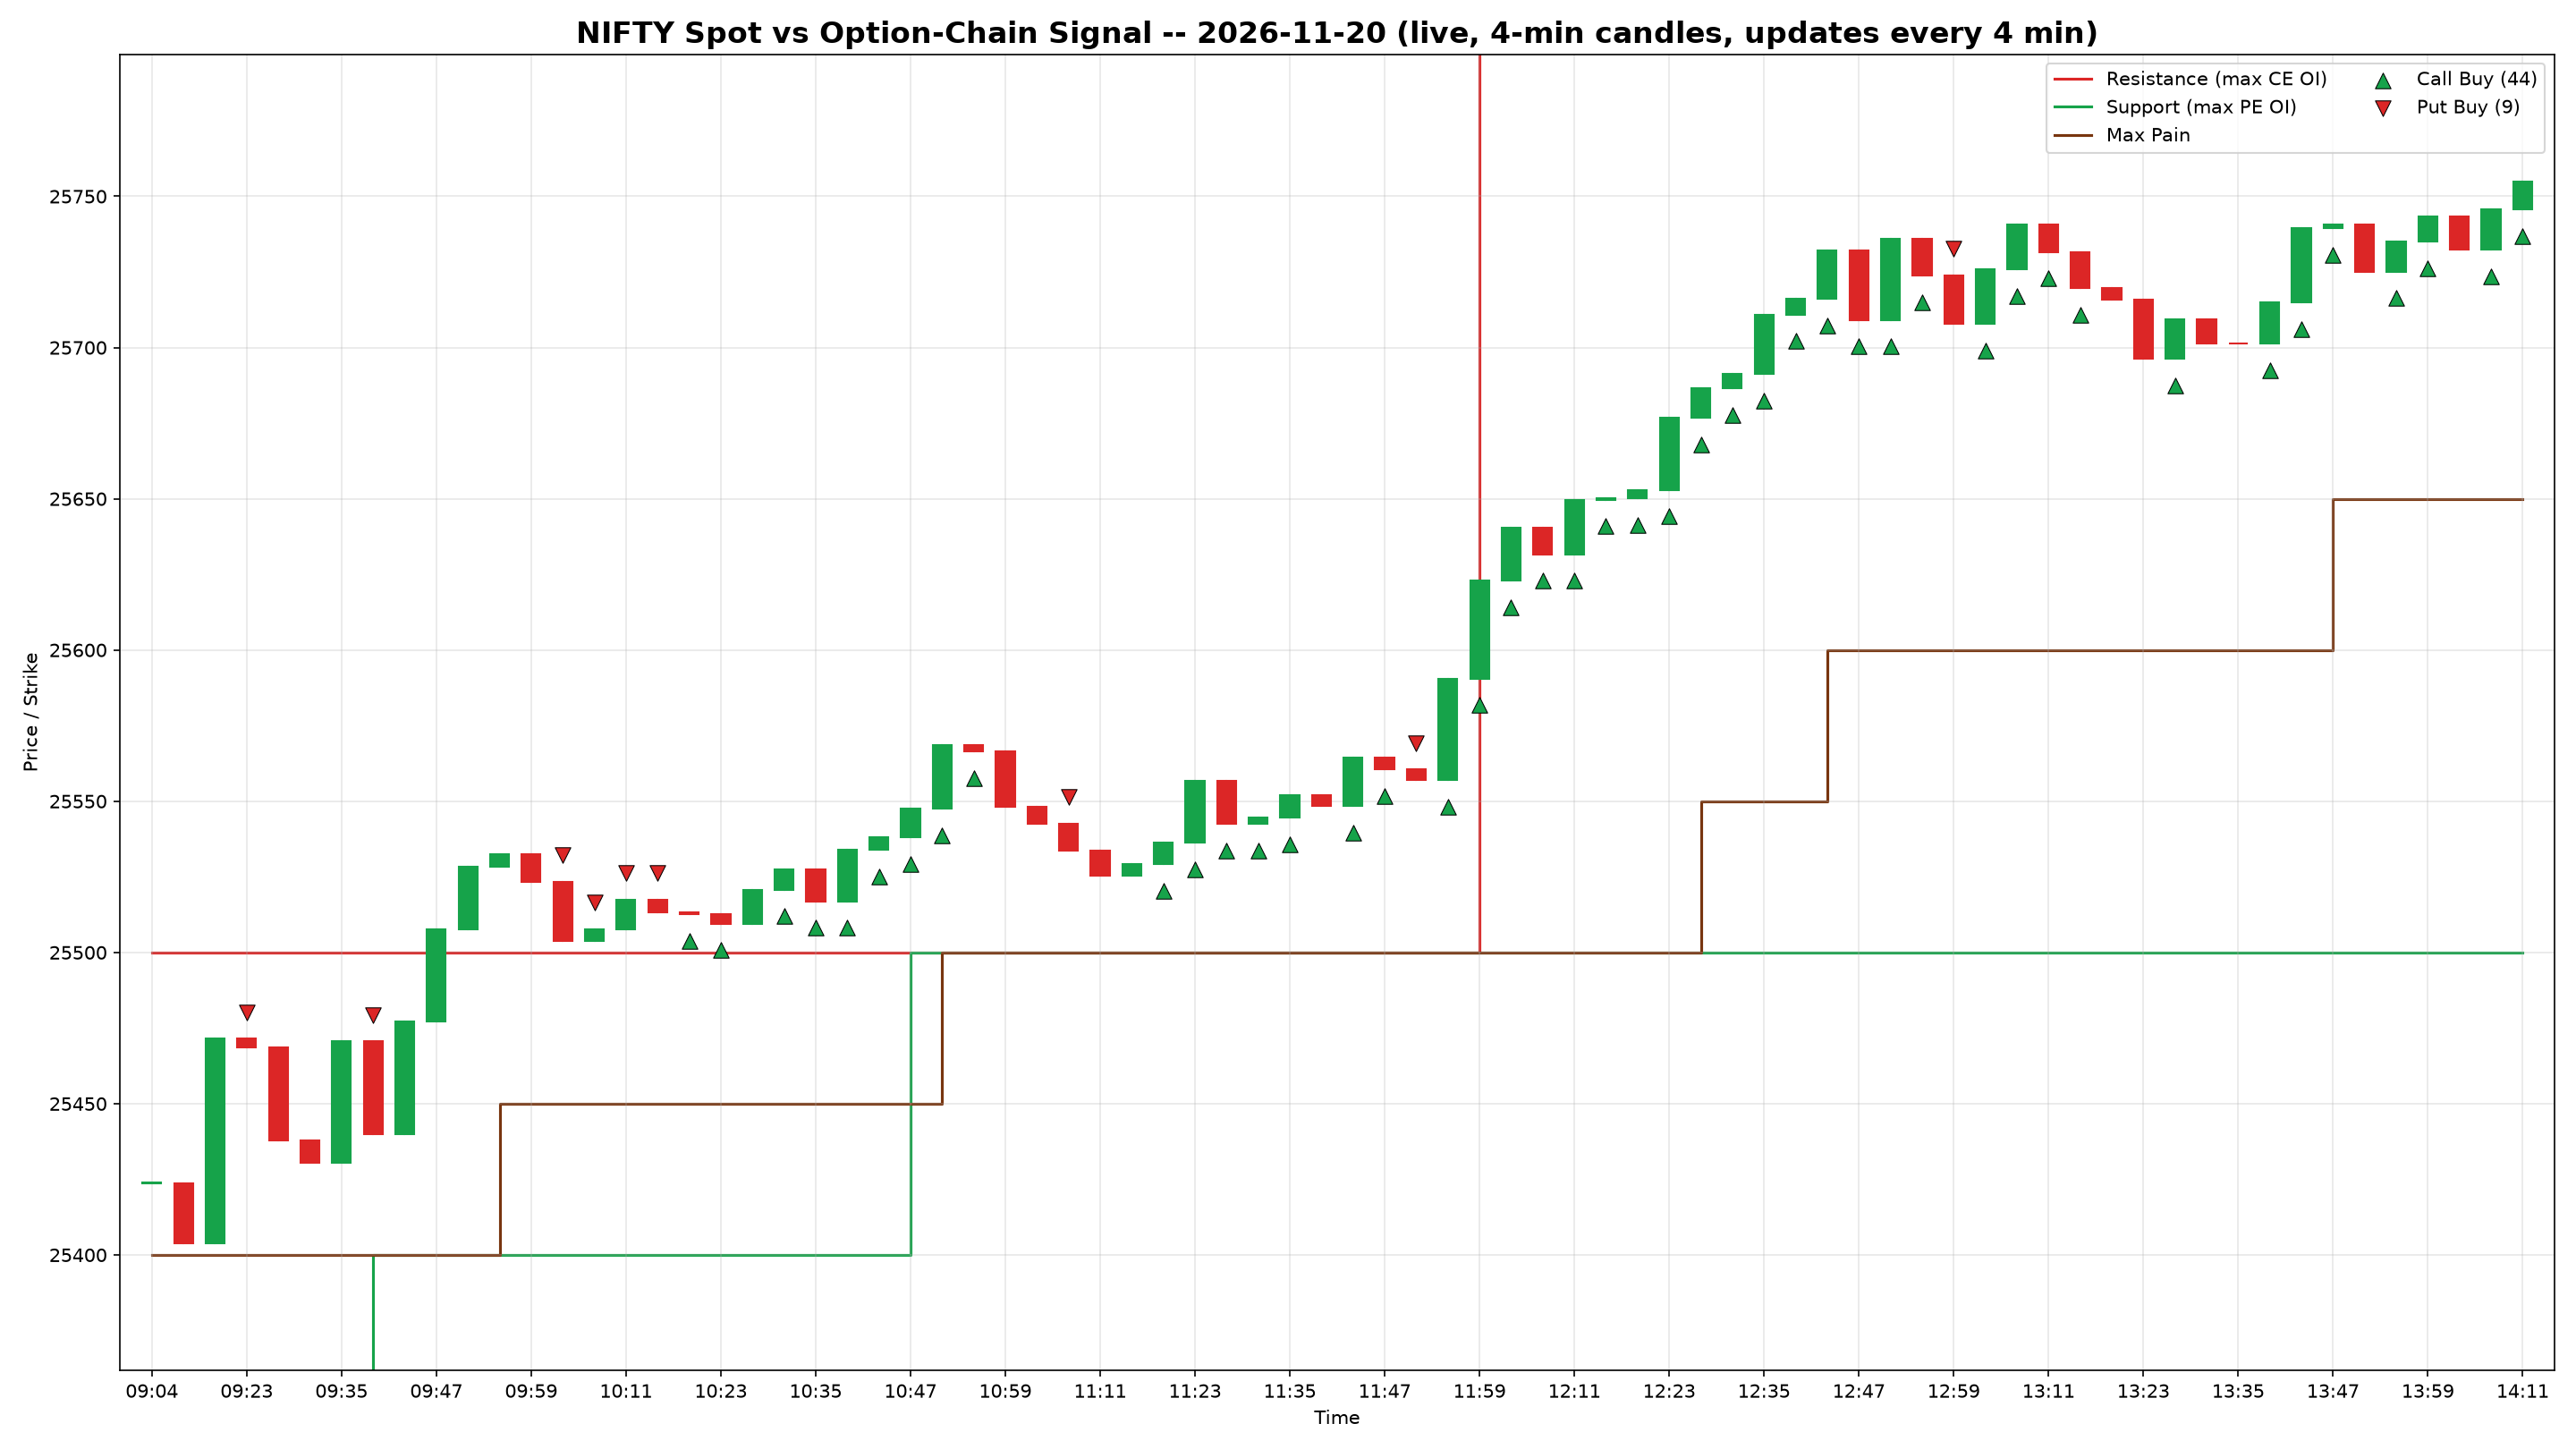 NIFTY Spot vs Option-Chain Signal -- 2026-11-20 (live, 4-min candles, updates every 4 min)
Resistance (max CE OI)
Support (max PE OI)
Max Pain
Call Buy (44)
Put Buy (9)
Price / Strike
25750
25700
25650
25600
25550
25500
25450
25400
09:04 09:23 09:35 09:47 09:59 10:11 10:23 10:35 10:47 10:59 11:11 11:23 11:35 11:47 11:59 12:11 12:23 12:35 12:47 12:59 13:11 13:23 13:35 13:47 13:59 14:11
Time